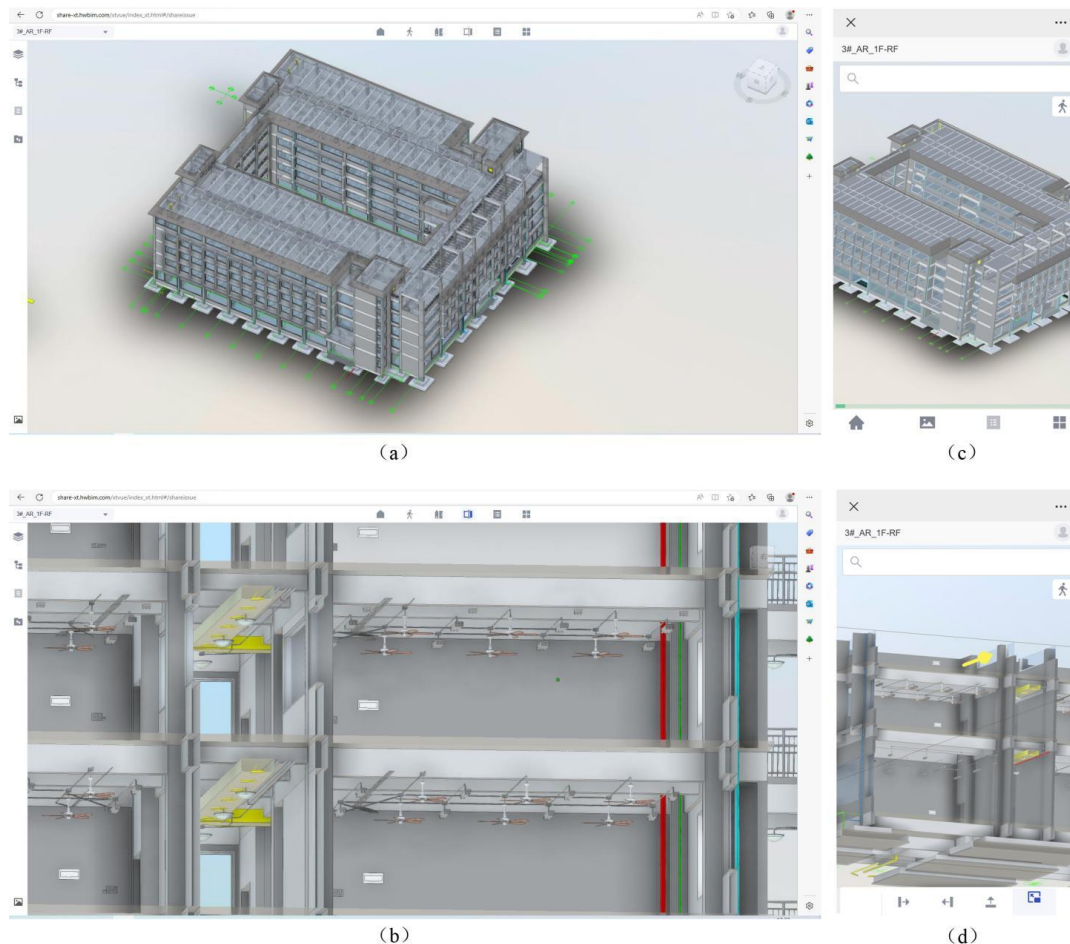 share-xt.hwbim.com/xtvue/index_xt.html#/shareissue
3#_AR_1F-RF
3#_AR_1F-RF
(a)
(c)
share-xt.hwbim.com/xtvue/index_xt.html#/shareissue
3#_AR_1F-RF
3#_AR_1F-RF
(b)
(d)